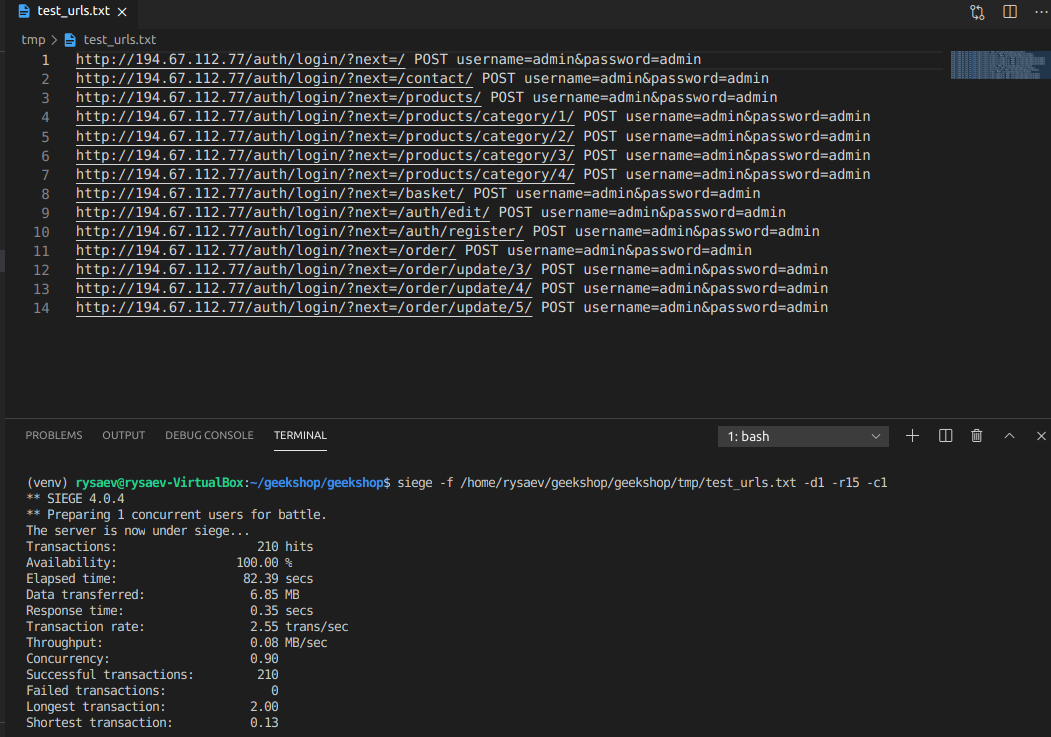 test_urls.txt
tmp > test_urls.txt
1 http://194.67.112.77/auth/login/?next=/ POST username=admin&password=admin
2 http://194.67.112.77/auth/login/?next=/contact/ POST username=admin&password=admin
3 http://194.67.112.77/auth/login/?next=/products/ POST username=admin&password=admin
4 http://194.67.112.77/auth/login/?next=/products/category/1/ POST username=admin&password=admin
5 http://194.67.112.77/auth/login/?next=/products/category/2/ POST username=admin&password=admin
6 http://194.67.112.77/auth/login/?next=/products/category/3/ POST username=admin&password=admin
7 http://194.67.112.77/auth/login/?next=/products/category/4/ POST username=admin&password=admin
8 http://194.67.112.77/auth/login/?next=/basket/ POST username=admin&password=admin
9 http://194.67.112.77/auth/login/?next=/auth/edit/ POST username=admin&password=admin
10 http://194.67.112.77/auth/login/?next=/auth/register/ POST username=admin&password=admin
11 http://194.67.112.77/auth/login/?next=/order/ POST username=admin&password=admin
12 http://194.67.112.77/auth/login/?next=/order/update/3/ POST username=admin&password=admin
13 http://194.67.112.77/auth/login/?next=/order/update/4/ POST username=admin&password=admin
14 http://194.67.112.77/auth/login/?next=/order/update/5/ POST username=admin&password=admin
PROBLEMS OUTPUT DEBUG CONSOLE TERMINAL 1: bash
(venv) rysaev@rysaev-VirtualBox:~/geekshop/geekshop$ siege -f /home/rysaev/geekshop/geekshop/tmp/test_urls.txt -d1 -r15 -c1
** SIEGE 4.0.4
** Preparing 1 concurrent users for battle.
The server is now under siege...
Transactions: 210 hits
Availability: 100.00 %
Elapsed time: 82.39 secs
Data transferred: 6.85 MB
Response time: 0.35 secs
Transaction rate: 2.55 trans/sec
Throughput: 0.08 MB/sec
Concurrency: 0.90
Successful transactions: 210
Failed transactions: 0
Longest transaction: 2.00
Shortest transaction: 0.13